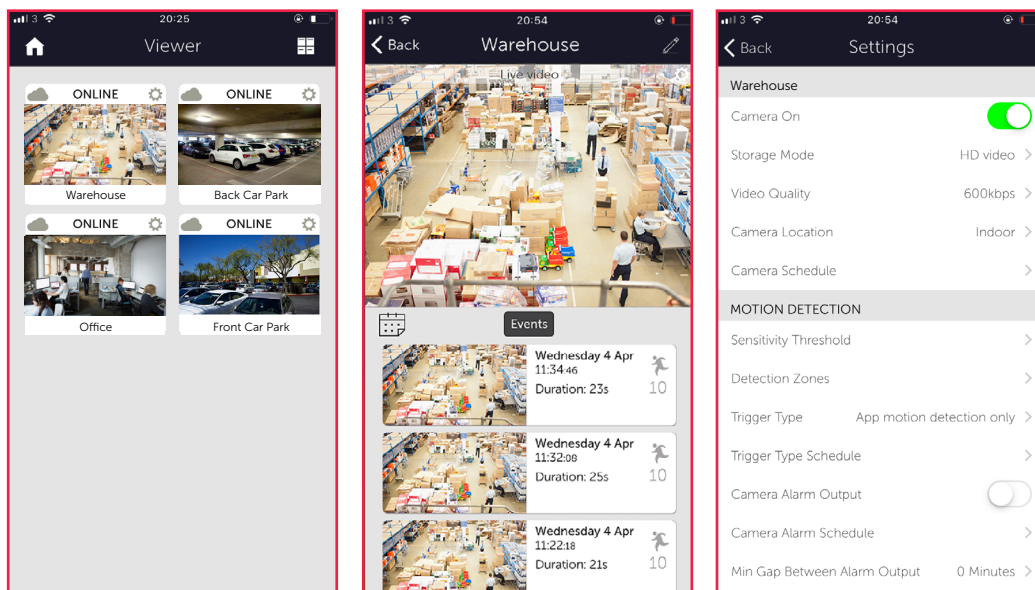 3
20:25
Viewer
ONLINE
ONLINE
Warehouse
Back Car Park
ONLINE
ONLINE
Office
Front Car Park
3
20:54
Back
Warehouse
Live video
Events
Wednesday 4 Apr
11:34:46
Duration: 23s
10
Wednesday 4 Apr
11:32:08
Duration: 25s
10
Wednesday 4 Apr
11:22:18
Duration: 21s
10
3
20:54
Back
Settings
Warehouse
Camera On
Storage Mode HD video
Video Quality 600kbps
Camera Location Indoor
Camera Schedule
MOTION DETECTION
Sensitivity Threshold
Detection Zones
Trigger Type App motion detection only
Trigger Type Schedule
Camera Alarm Output
Camera Alarm Schedule
Min Gap Between Alarm Output 0 Minutes